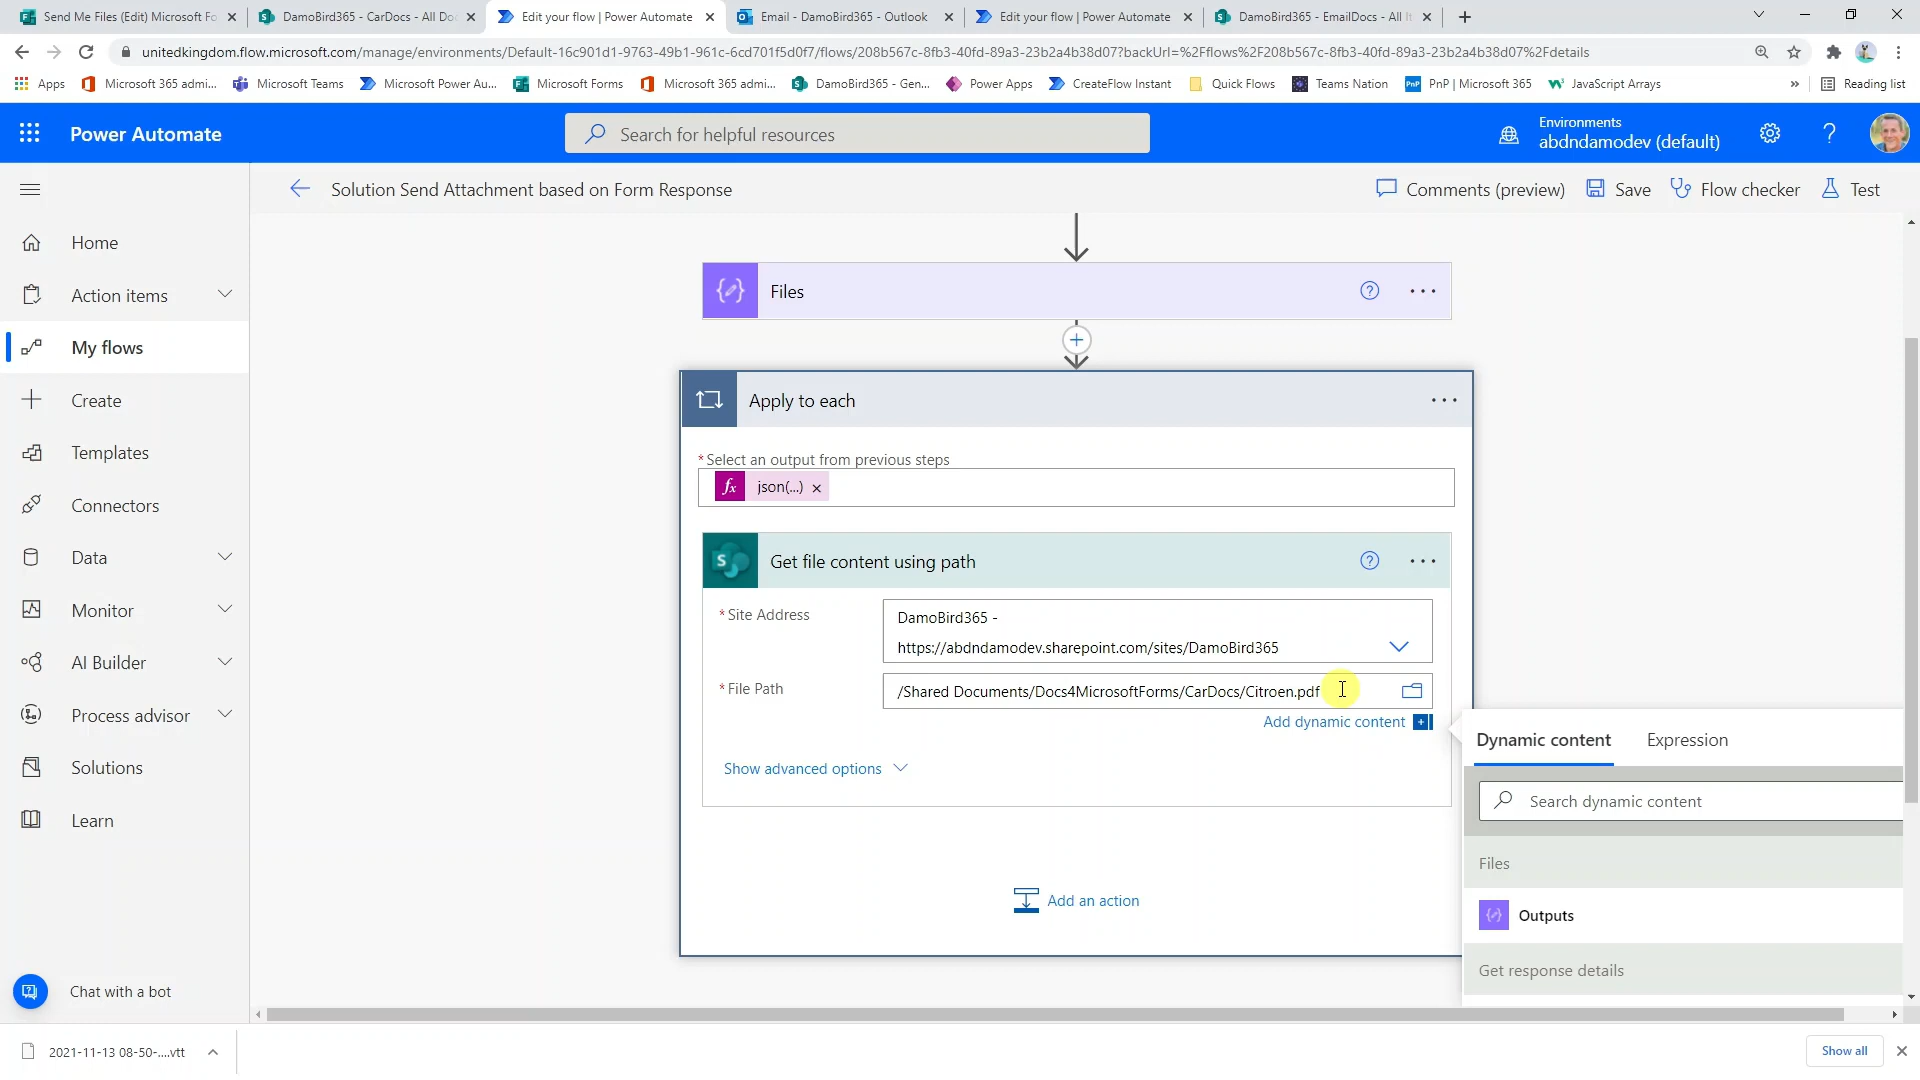 Send Me Files (Edit) Microsoft Fo
DamoBird365 - CarDocs - All Doc
Edit your flow | Power Automate
Email - DamoBird365 - Outlook
Edit your flow | Power Automate
DamoBird365 - EmailDocs - All It
unitedkingdom.flow.microsoft.com/manage/environments/Default-16c901d1-9763-49b1-961c-6cd701f5d0f7/flows/208b567c-8fb3-40fd-89a3-23b2a4b38d07?backUrl=%2Fflows%2F208b567c-8fb3-40fd-89a3-23b2a4b38d07%2Fdetails
Apps
Microsoft 365 admi...
Microsoft Teams
Microsoft Power Au...
Microsoft Forms
Microsoft 365 admi...
DamoBird365 - Gen...
Power Apps
CreateFlow Instant
Quick Flows
Teams Nation
PnP | Microsoft 365
JavaScript Arrays
»
Reading list
Power Automate
Search for helpful resources
Environments
abdndamodev (default)
Solution Send Attachment based on Form Response
Comments (preview)
Save
Flow checker
Test
Home
Action items
My flows
Create
Templates
Connectors
Data
Monitor
AI Builder
Process advisor
Solutions
Learn
Chat with a bot
Files
Apply to each
*Select an output from previous steps
fx json(...) ×
Get file content using path
*Site Address
DamoBird365 -
https://abdndamodev.sharepoint.com/sites/DamoBird365
*File Path
/Shared Documents/Docs4MicrosoftForms/CarDocs/Citroen.pdf
Add dynamic content
Show advanced options
Add an action
Dynamic content
Expression
Search dynamic content
Files
Outputs
Get response details
2021-11-13 08-50-....vtt
Show all